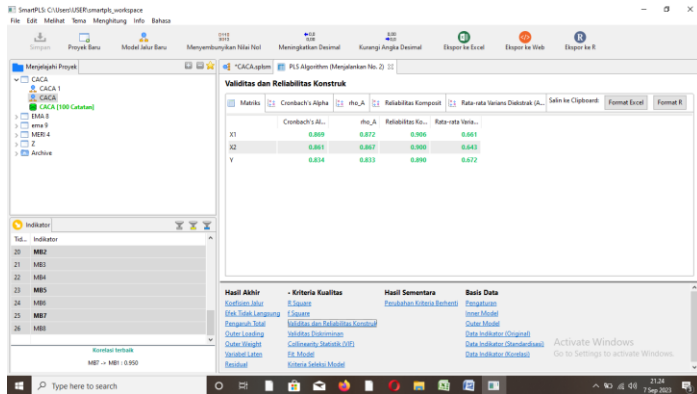 SmartPLS: C:\Users\USER\smartpls_workspace
File Edit Melihat Tema Menghitung Info Bahasa
Simpan Proyek Baru Model Jalur Baru Menyembunyikan Nilai Nol Meningkatkan Desimal Kurangi Angka Desimal Ekspor ke Excel Ekspor ke Web Ekspor ke R
Menjelajahi Proyek
CACA
CACA 1
CACA
CACA [100 Catatan]
EMA 8
ema 9
MERI 4
Z
Archive
Indikator
Tid... Indikator
20 MB2
21 MB3
22 MB4
23 MB5
24 MB6
25 MB7
26 MB8
Korelasi terbaik
MB7 -> MB1 : 0.950
*CACA.splsm PLS Algorithm (Menjalankan No. 2)
Validitas dan Reliabilitas Konstruk
Matriks Cronbach's Alpha rho_A Reliabilitas Komposit Rata-rata Varians Diekstrak (A... Salin ke Clipboard: Format Excel Format R
Cronbach's Al... rho_A Reliabilitas Ko... Rata-rata Varia...
X1 0.869 0.872 0.906 0.661
X2 0.861 0.867 0.900 0.643
Y 0.834 0.833 0.890 0.672
Hasil Akhir - Kriteria Kualitas Hasil Sementara Basis Data
Koefisien Jalur R Square Perubahan Kriteria Berhenti Pengaturan
Efek Tidak Langsung f Square Inner Model
Pengaruh Total Validitas dan Reliabilitas Konstruk Outer Model
Outer Loading Validitas Diskriminan Data Indikator (Original)
Outer Weight Collinearity Statistik (VIF) Data Indikator (Standardisasi)
Variabel Laten Fit Model Data Indikator (Korelasi)
Residual Kriteria Seleksi Model
Activate Windows
Go to Settings to activate Windows.
Type here to search
21.24
7 Sep 2023